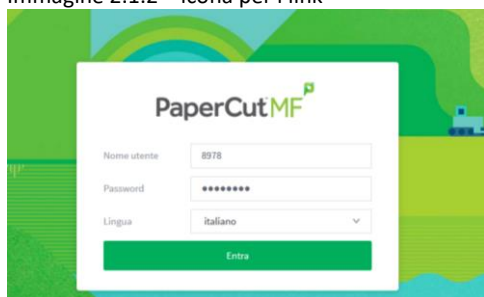 Immagine 2.1.2 – Icona per i link
PaperCut MF
Nome utente 8978
Password ●●●●●●●●
Lingua italiano
Entra